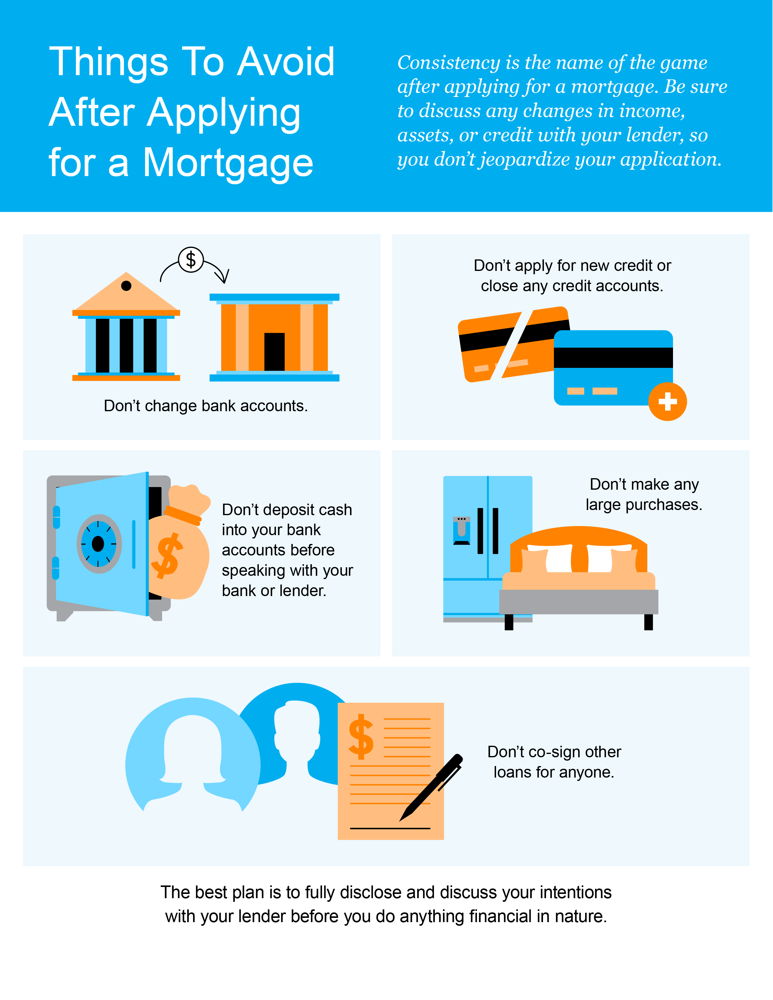 Things To Avoid
After Applying
for a Mortgage
Consistency is the name of the game
after applying for a mortgage. Be sure
to discuss any changes in income,
assets, or credit with your lender, so
you don’t jeopardize your application.
$
Don’t change bank accounts.
Don’t apply for new credit or
close any credit accounts.
$
Don’t deposit cash
into your bank
accounts before
speaking with your
bank or lender.
Don’t make any
large purchases.
$
Don’t co-sign other
loans for anyone.
The best plan is to fully disclose and discuss your intentions
with your lender before you do anything financial in nature.